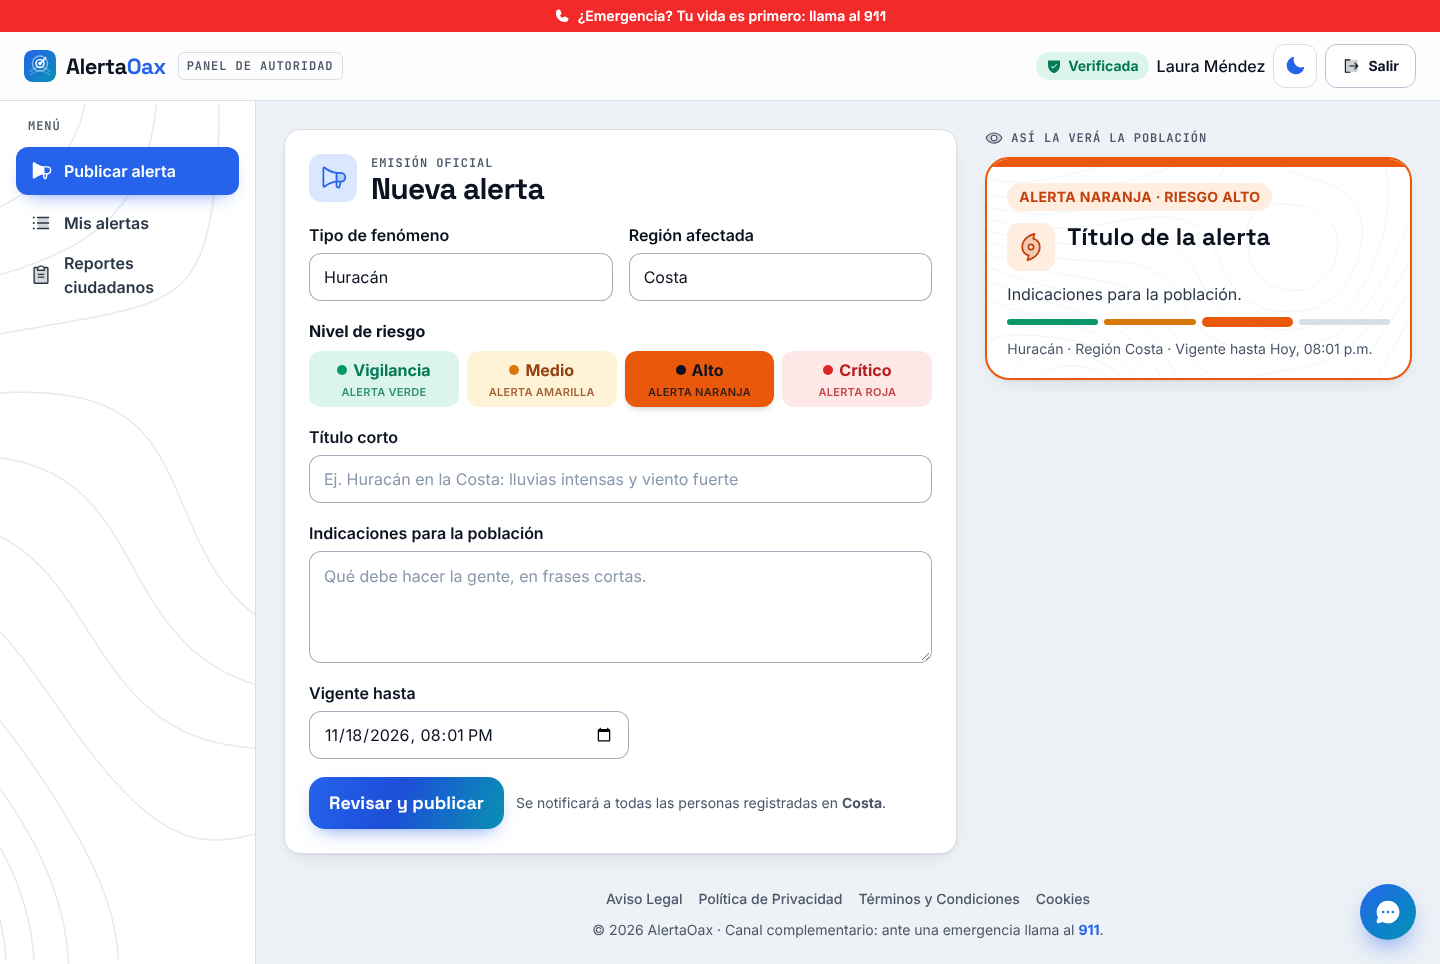 ¿Emergencia? Tu vida es primero: llama al 911
AlertaOax
PANEL DE AUTORIDAD
Verificada
Laura Méndez
Salir
MENÚ
Publicar alerta
Mis alertas
Reportes
ciudadanos
EMISIÓN OFICIAL
Nueva alerta
Tipo de fenómeno
Región afectada
Huracán
Costa
Nivel de riesgo
Vigilancia
ALERTA VERDE
Medio
ALERTA AMARILLA
Alto
ALERTA NARANJA
Crítico
ALERTA ROJA
Título corto
Ej. Huracán en la Costa: lluvias intensas y viento fuerte
Indicaciones para la población
Qué debe hacer la gente, en frases cortas.
Vigente hasta
11/18/2026, 08:01 PM
Revisar y publicar
Se notificará a todas las personas registradas en Costa.
ASÍ LA VERÁ LA POBLACIÓN
ALERTA NARANJA · RIESGO ALTO
Título de la alerta
Indicaciones para la población.
Huracán · Región Costa · Vigente hasta Hoy, 08:01 p.m.
Aviso Legal
Política de Privacidad
Términos y Condiciones
Cookies
© 2026 AlertaOax · Canal complementario: ante una emergencia llama al 911.